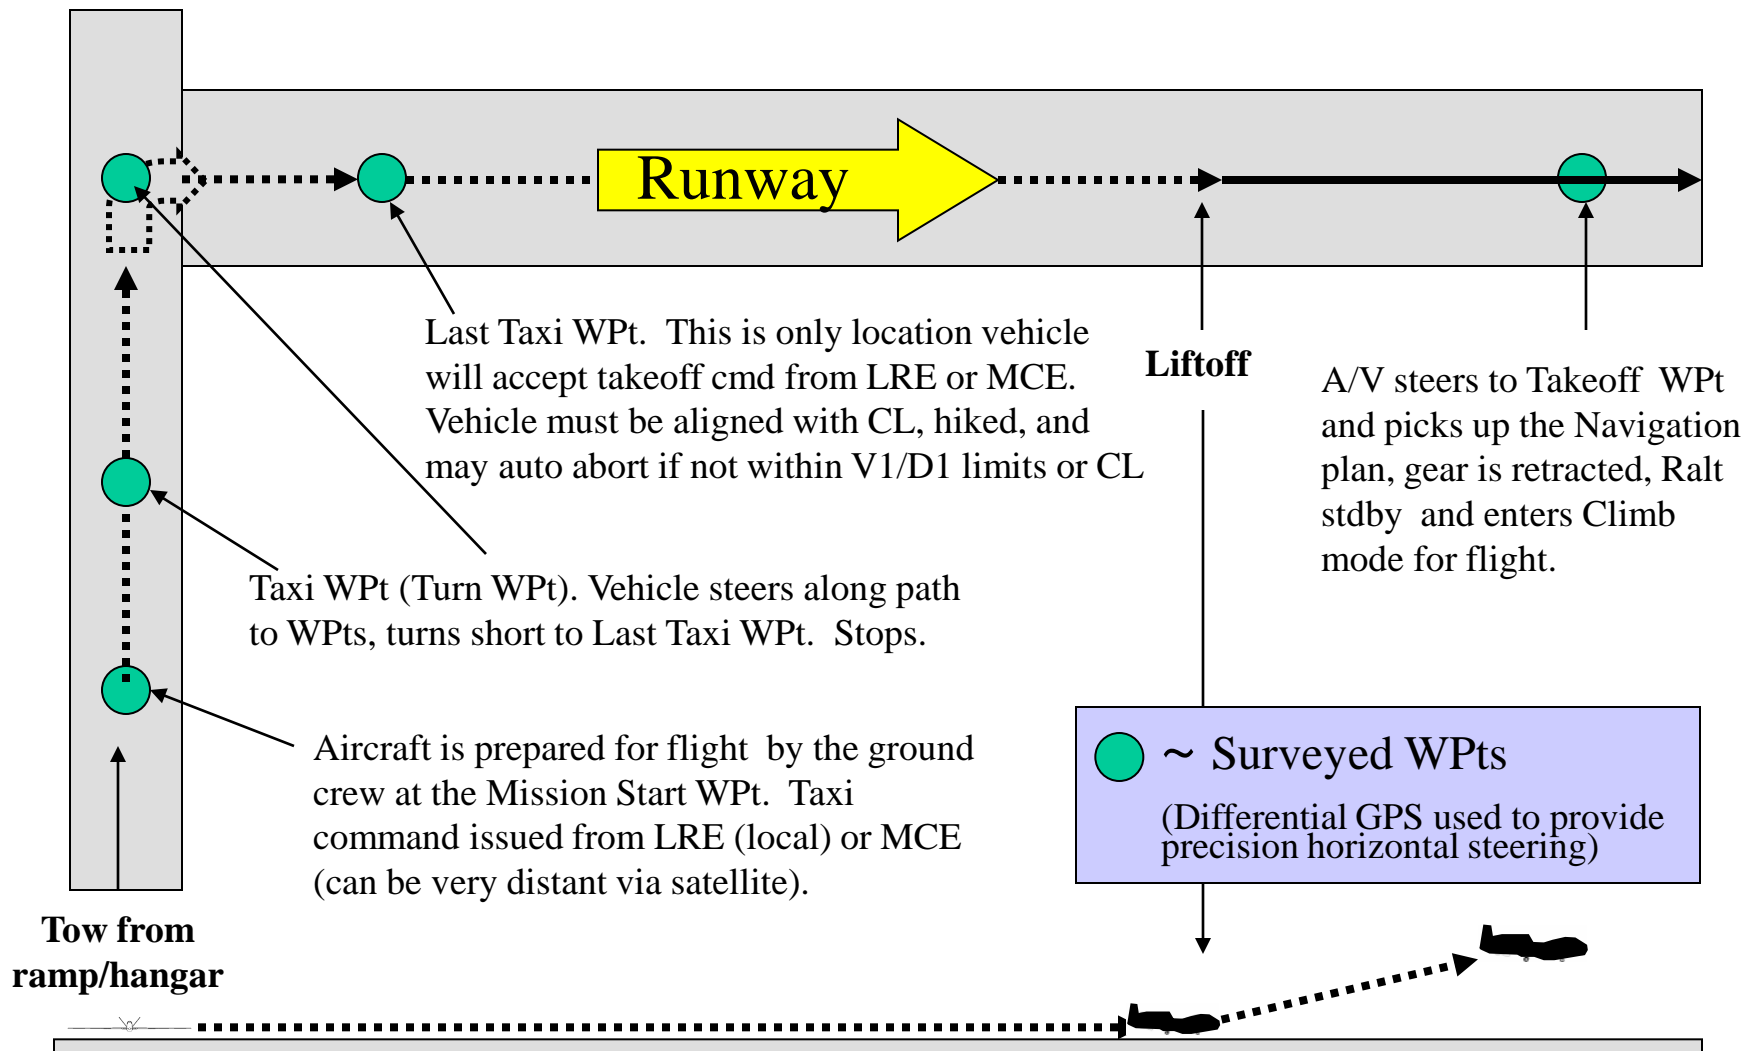 Runway
Last Taxi WPt.  This is only location vehicle
will accept takeoff cmd from LRE or MCE.
Vehicle must be aligned with CL, hiked, and
may auto abort if not within V1/D1 limits or CL
Liftoff
A/V steers to Takeoff  WPt
and picks up the Navigation
plan, gear is retracted, Ralt
stdby  and enters Climb
mode for flight.
Taxi WPt (Turn WPt). Vehicle steers along path
to WPts, turns short to Last Taxi WPt.  Stops.
Aircraft is prepared for flight  by the ground
crew at the Mission Start WPt.  Taxi
command issued from LRE (local) or MCE
(can be very distant via satellite).
~ Surveyed WPts
(Differential GPS used to provide
precision horizontal steering)
Tow from
ramp/hangar